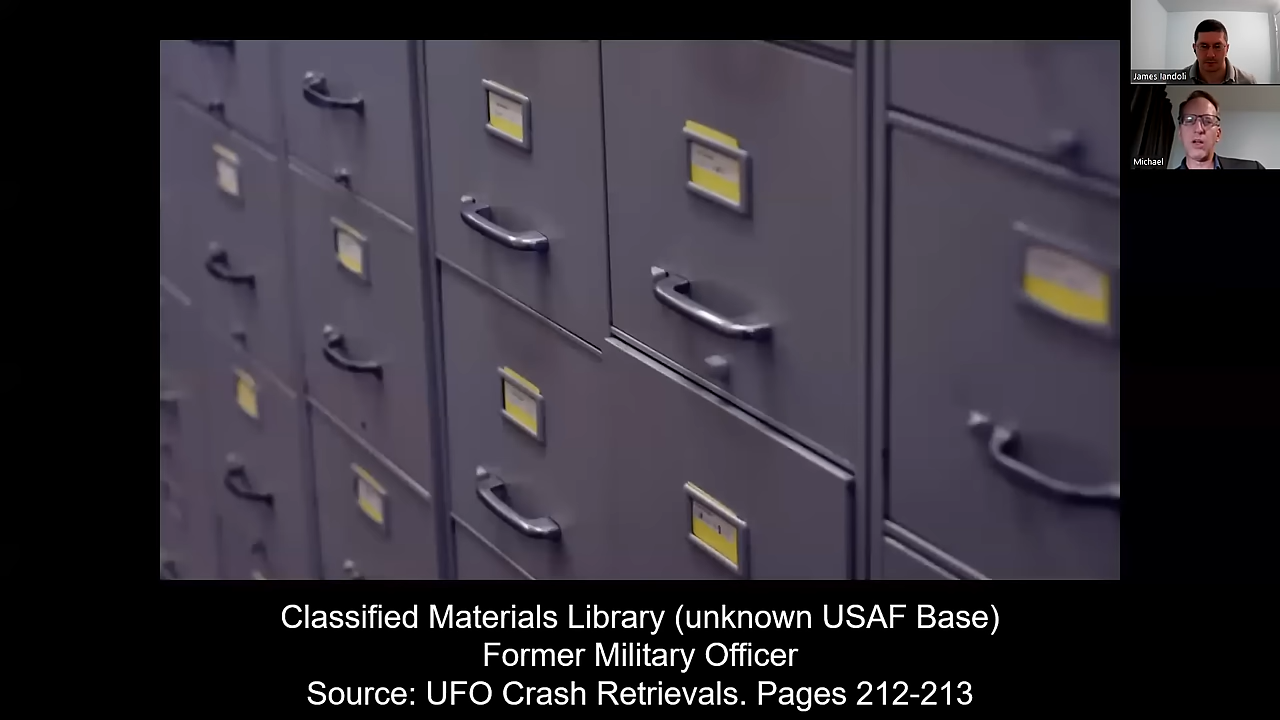 James Iandoli
Michael
Classified Materials Library (unknown USAF Base)
Former Military Officer
Source: UFO Crash Retrievals. Pages 212-213